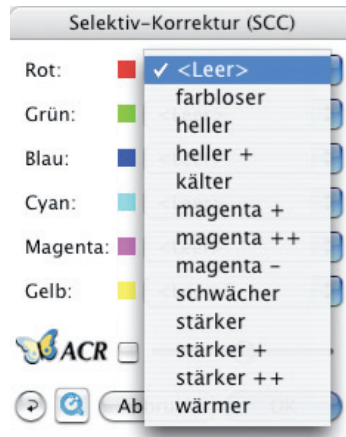 Selektiv-Korrektur (SCC)
Rot:
✓ <Leer>
farbloser
Grün:
heller
Blau:
heller +
kälter
Cyan:
magenta +
Magenta:
magenta ++
magenta –
Gelb:
schwächer
stärker
ACR
stärker +
stärker ++
Ab
wärmer